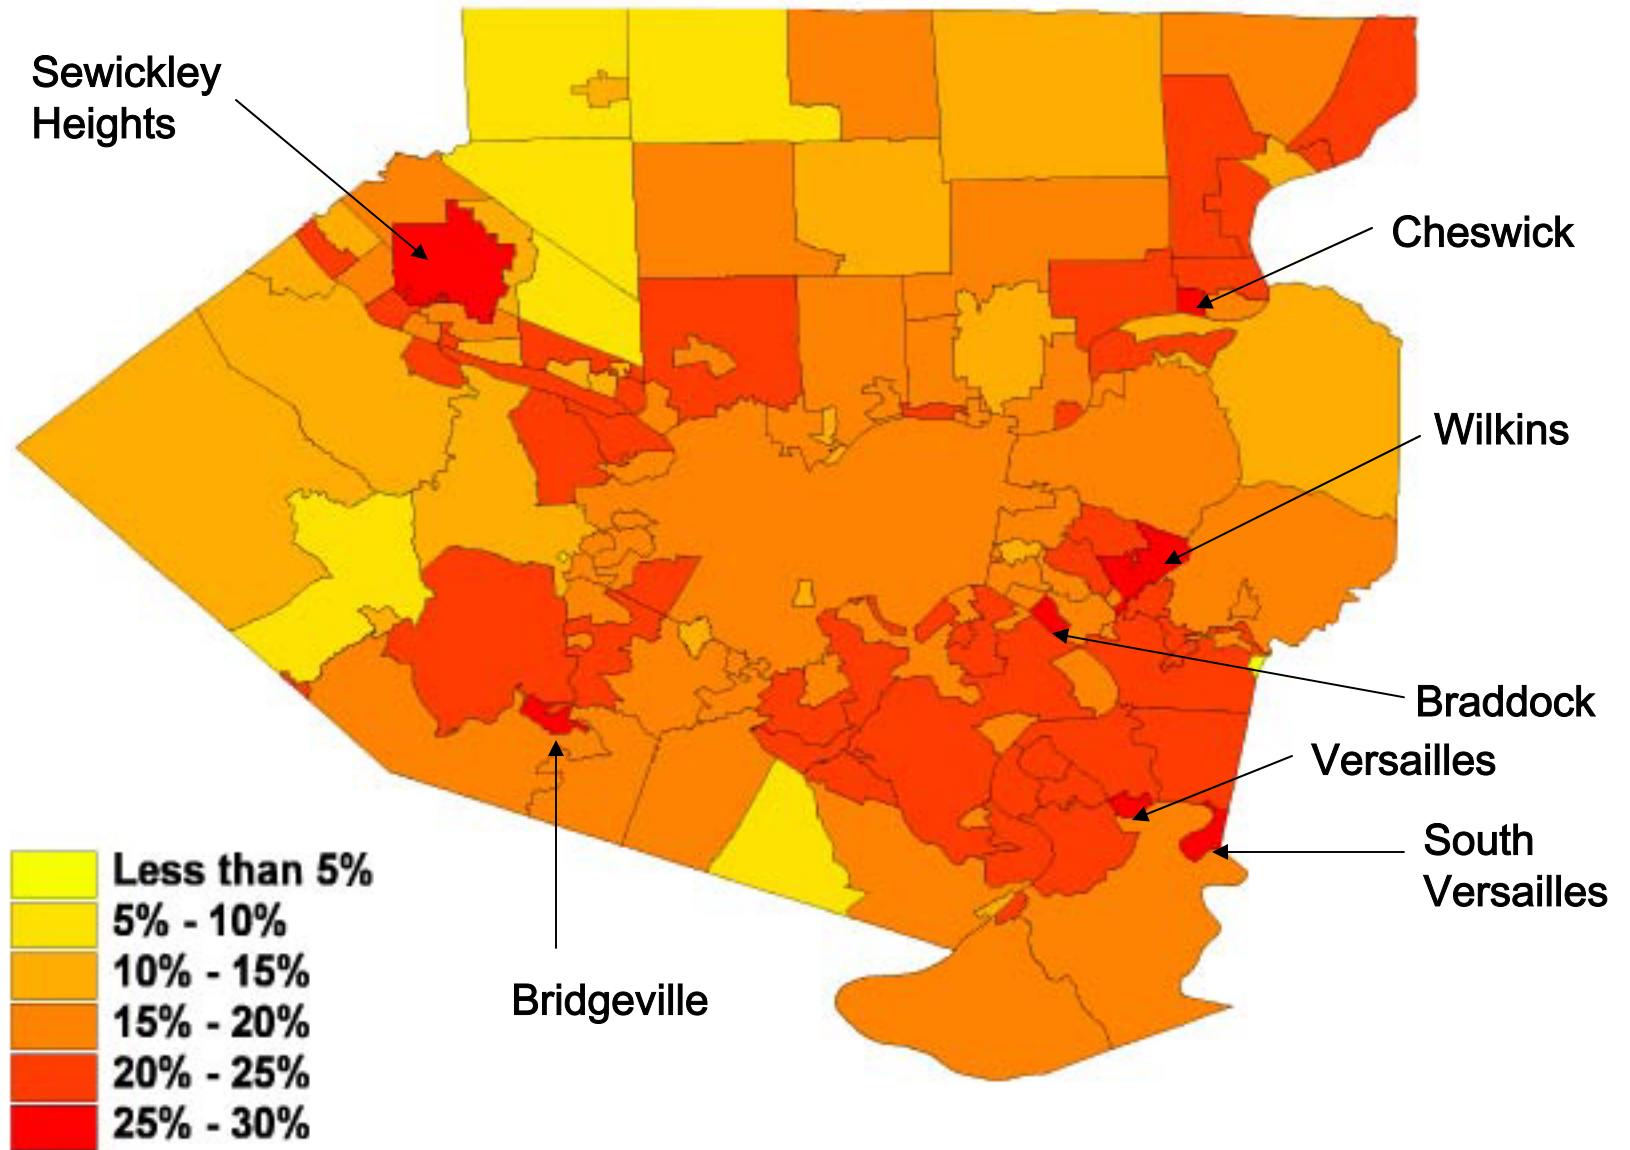 Sewickley
Heights
Cheswick
Wilkins
Braddock
Versailles
South
Versailles
Bridgeville
Less than 5%
5% - 10%
10% - 15%
15% - 20%
20% - 25%
25% - 30%